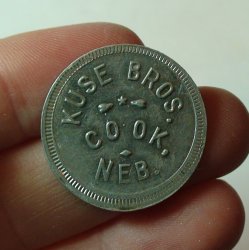 KUSE BROS.
COOK,
NEB.